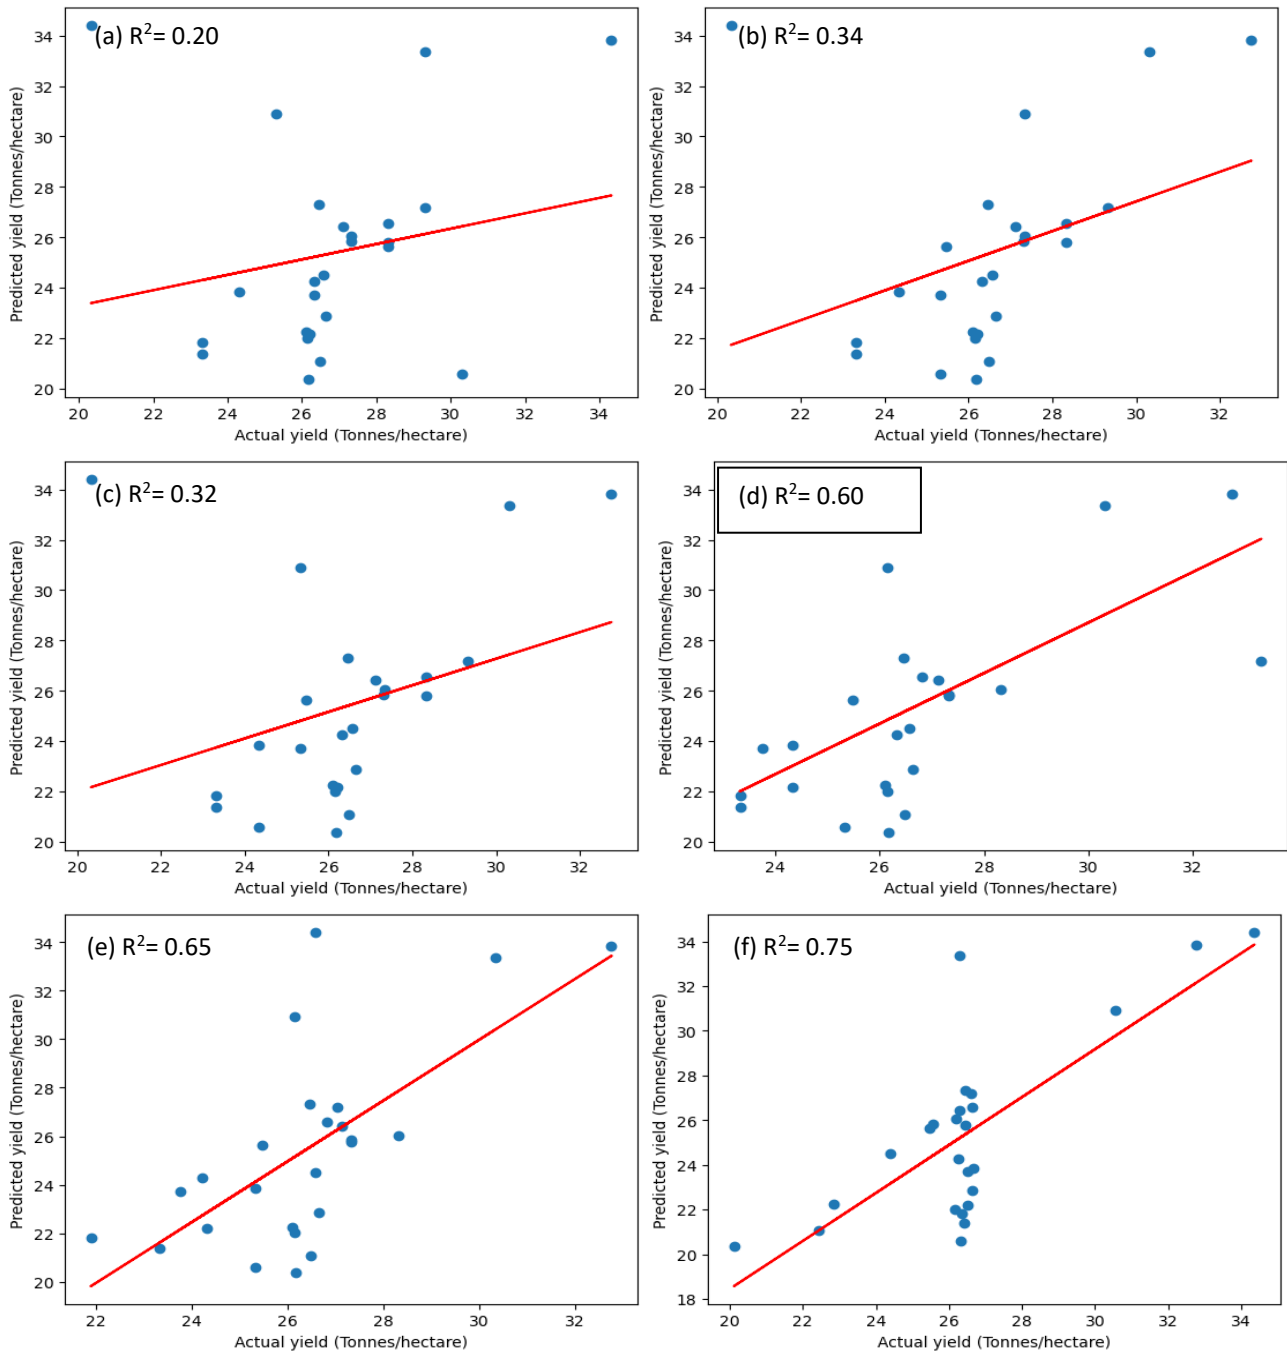 (a) R²= 0.20
Predicted yield (Tonnes/hectare)
34
32
30
28
26
24
22
20
20 22 24 26 28 30 32 34
Actual yield (Tonnes/hectare)
(b) R²= 0.34
Predicted yield (Tonnes/hectare)
34
32
30
28
26
24
22
20
20 22 24 26 28 30 32
Actual yield (Tonnes/hectare)
(c) R²= 0.32
Predicted yield (Tonnes/hectare)
34
32
30
28
26
24
22
20
20 22 24 26 28 30 32
Actual yield (Tonnes/hectare)
(d) R²= 0.60
Predicted yield (Tonnes/hectare)
34
32
30
28
26
24
22
20
24 26 28 30 32
Actual yield (Tonnes/hectare)
(e) R²= 0.65
Predicted yield (Tonnes/hectare)
34
32
30
28
26
24
22
20
22 24 26 28 30 32
Actual yield (Tonnes/hectare)
(f) R²= 0.75
Predicted yield (Tonnes/hectare)
34
32
30
28
26
24
22
20
18
20 22 24 26 28 30 32 34
Actual yield (Tonnes/hectare)